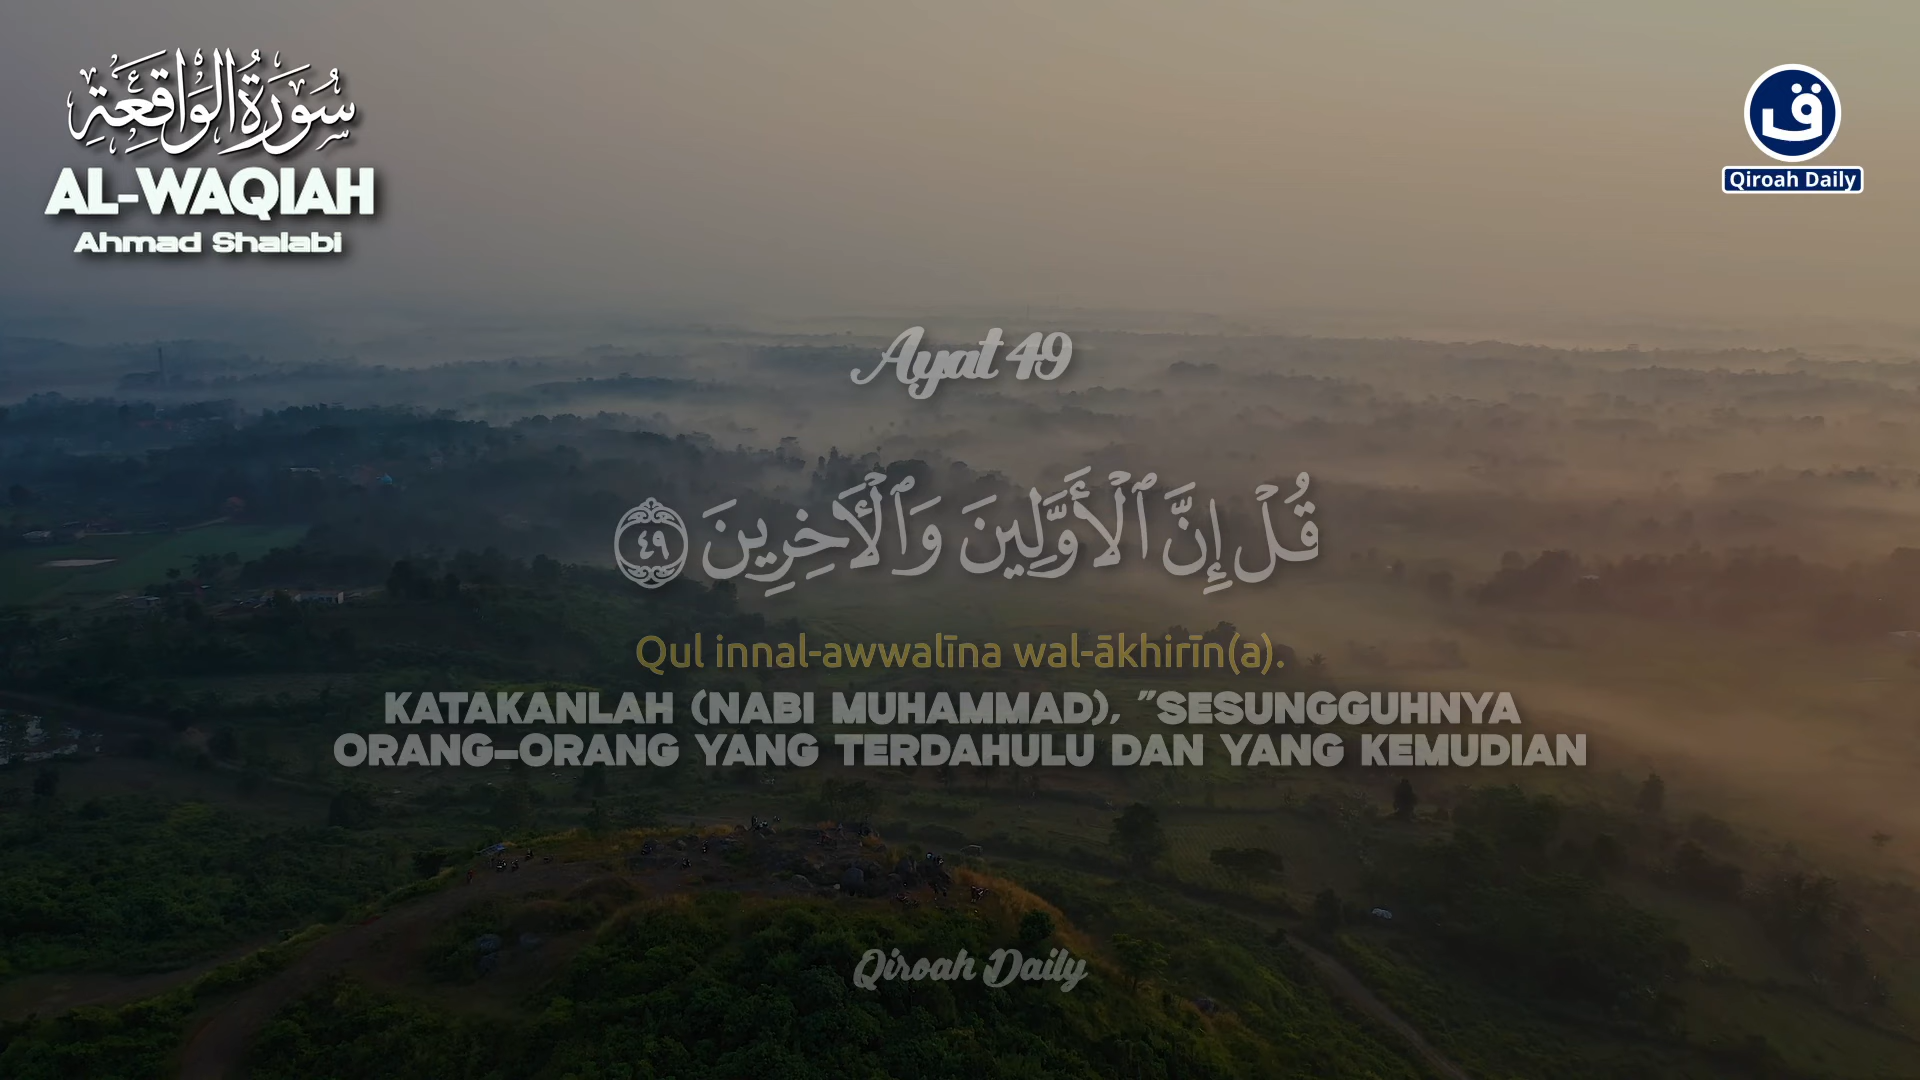 سُورَةُ الْوَاقِعَةِ
AL-WAQIAH
Ahmad Shalabi
ق
Qiroah Daily
Ayat 49
قُلْ إِنَّ ٱلْأَوَّلِينَ وَٱلْـَٔاخِرِينَ ٤٩
Qul innal-awwalīna wal-ākhirīn(a).
KATAKANLAH (NABI MUHAMMAD), "SESUNGGUHNYA
ORANG-ORANG YANG TERDAHULU DAN YANG KEMUDIAN
Qiroah Daily